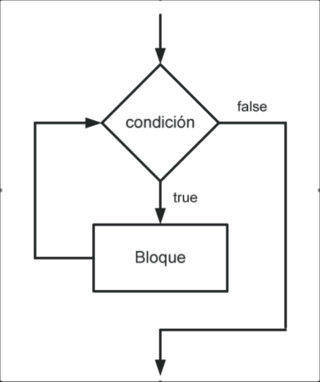 condición
false
true
Bloque